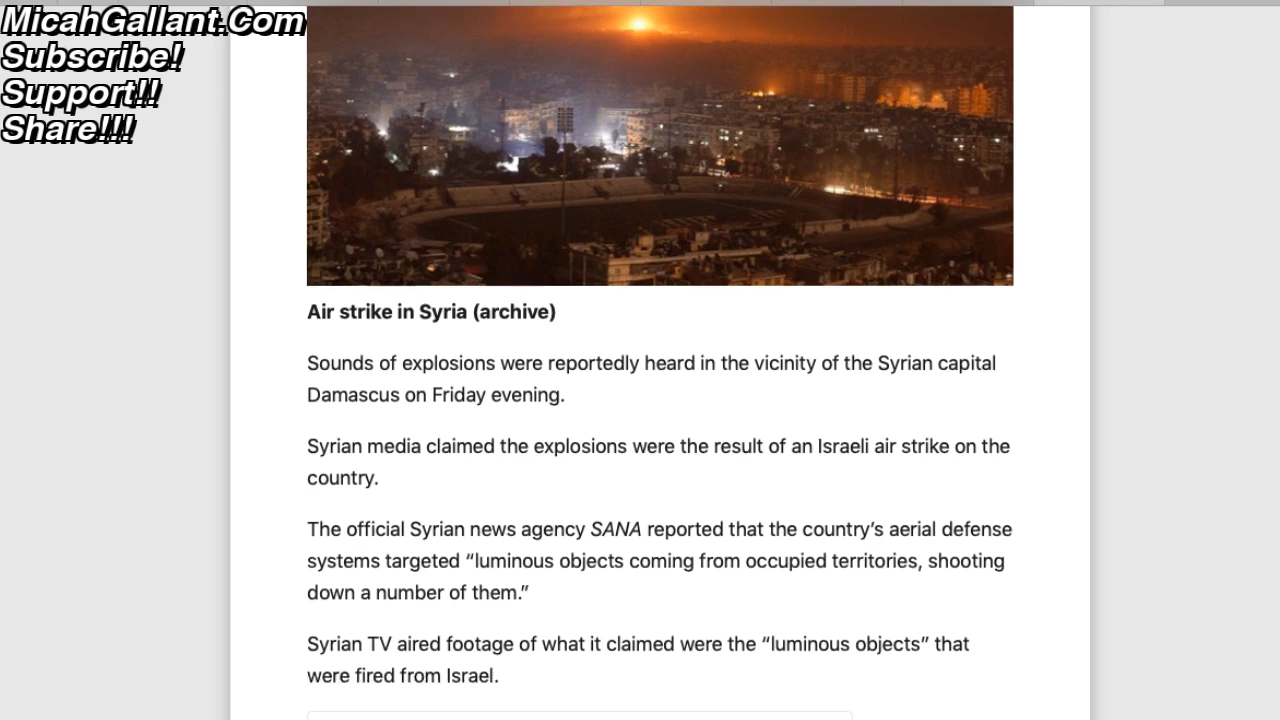 MicahGallant.Com
Subscribe!
Support!!
Share!!!
Air strike in Syria (archive)
Sounds of explosions were reportedly heard in the vicinity of the Syrian capital
Damascus on Friday evening.
Syrian media claimed the explosions were the result of an Israeli air strike on the
country.
The official Syrian news agency SANA reported that the country’s aerial defense
systems targeted “luminous objects coming from occupied territories, shooting
down a number of them.”
Syrian TV aired footage of what it claimed were the “luminous objects” that
were fired from Israel.